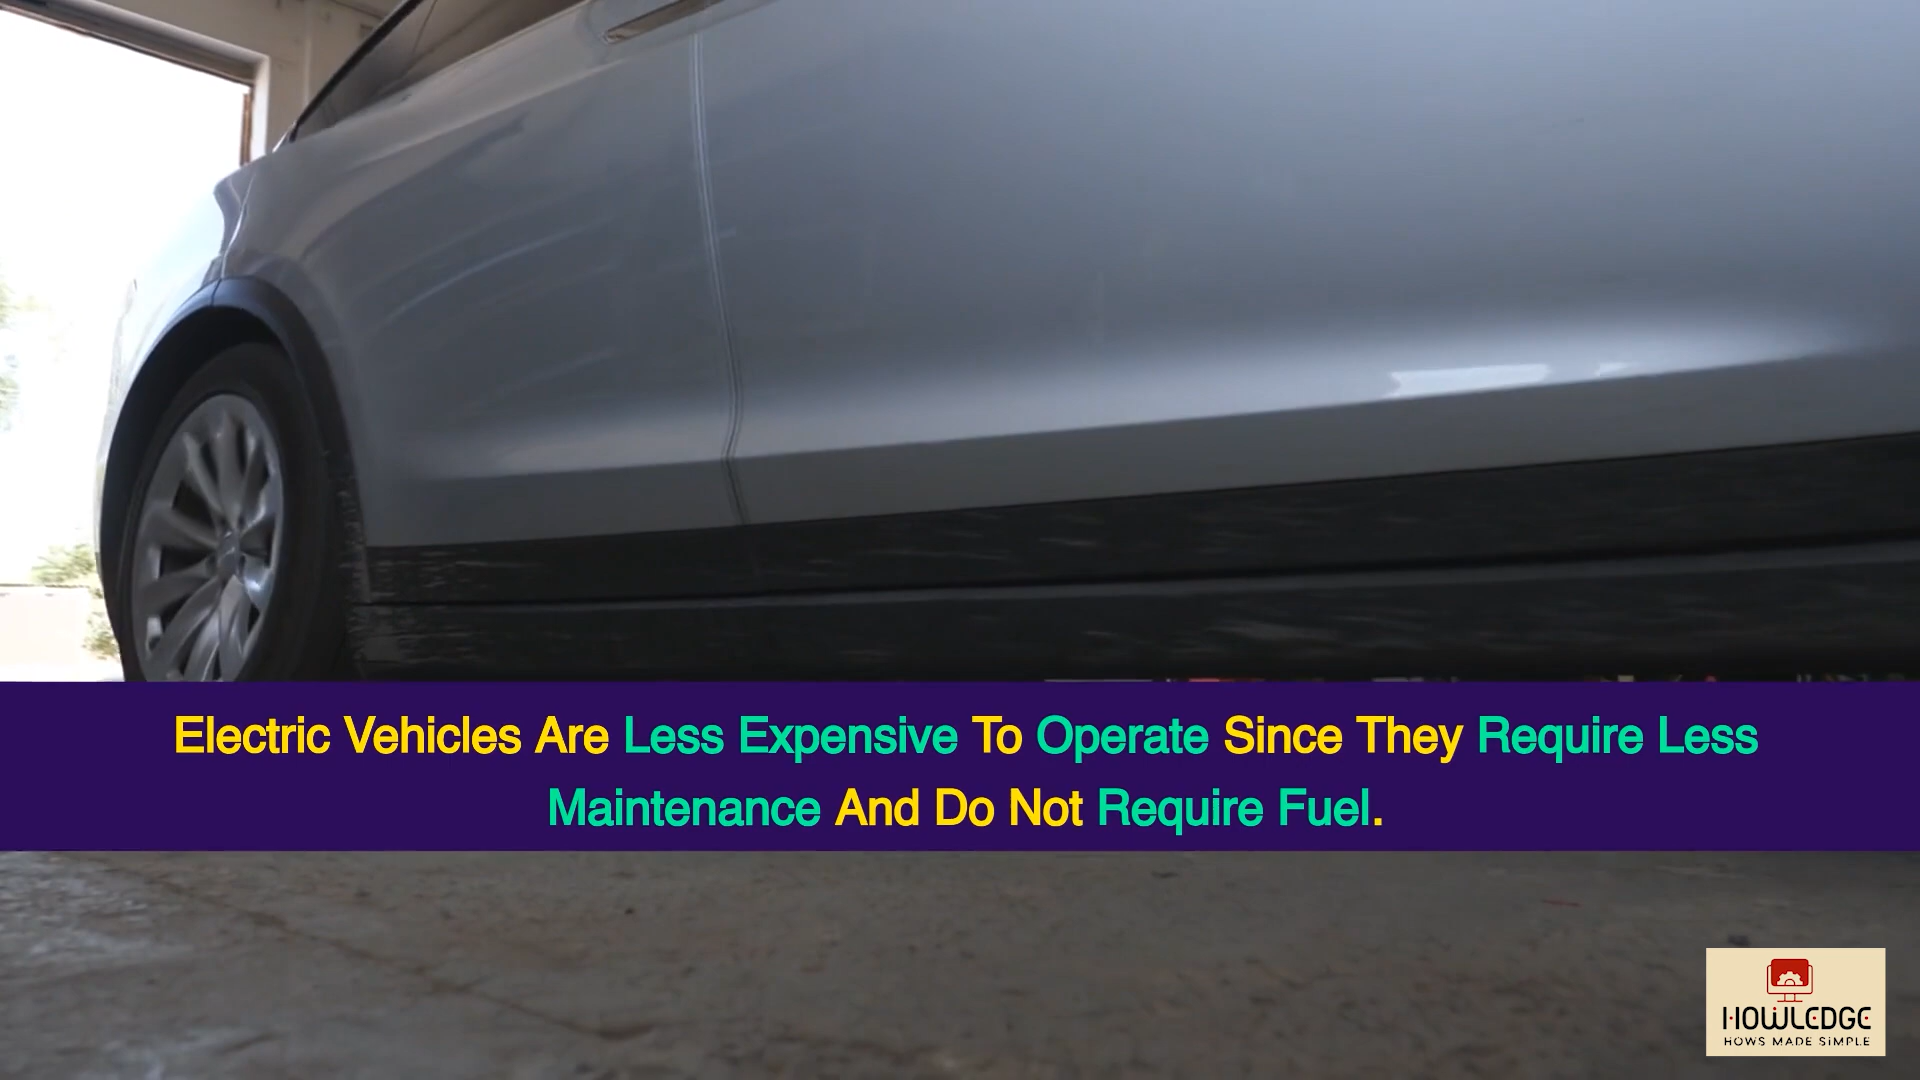 Electric Vehicles Are Less Expensive To Operate Since They Require Less
Maintenance And Do Not Require Fuel.
HOWLEDGE
HOWS MADE SIMPLE